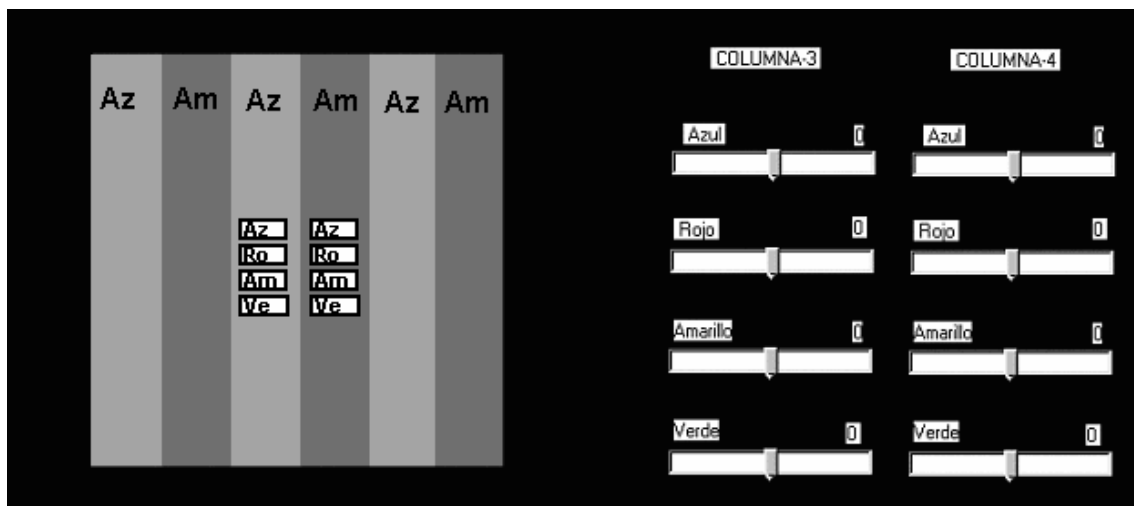 Az Am Az Am Az Am
Az Az
Ro Ro
Am Am
Ve Ve
COLUMNA-3 COLUMNA-4
Azul 0 Azul 0
Rojo 0 Rojo 0
Amarillo 0 Amarillo 0
Verde 0 Verde 0